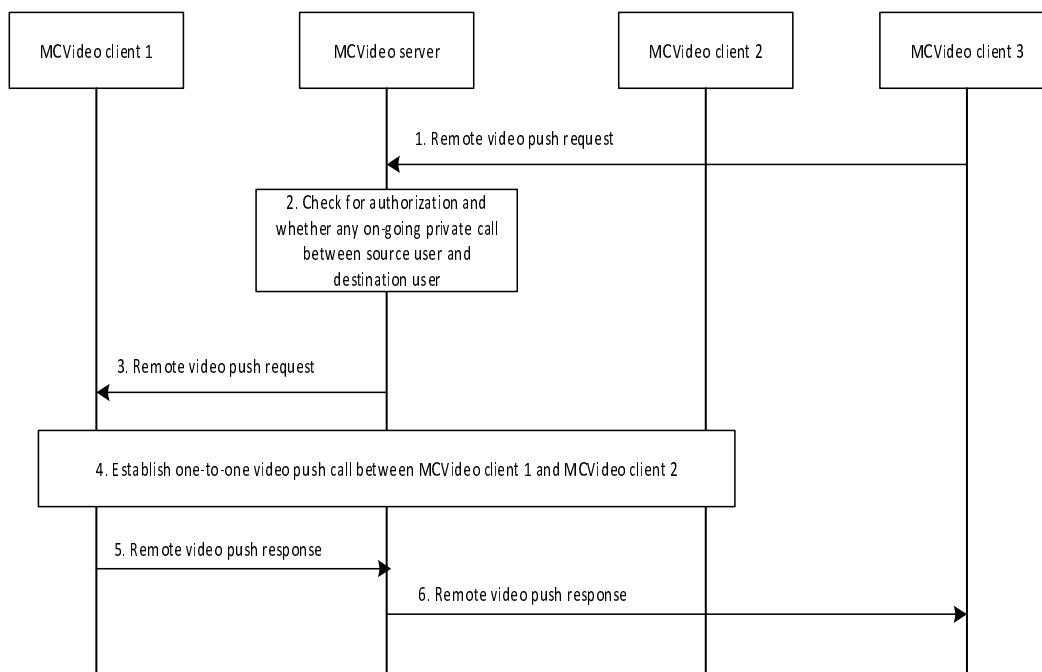 MCVideo client 1
MCVideo server
MCVideo client 2
MCVideo client 3
1. Remote video push request
2. Check for authorization and
whether any on-going private call
between source user and
destination user
3. Remote video push request
4. Establish one-to-one video push call between MCVideo client 1 and MCVideo client 2
5. Remote video push response
6. Remote video push response